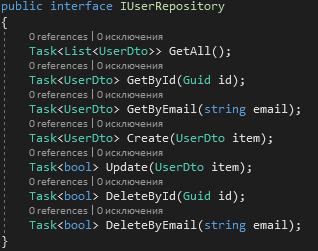 public interface IUserRepository
{
0 references | 0 исключения
Task<List<UserDto>> GetAll();
0 references | 0 исключения
Task<UserDto> GetById(Guid id);
0 references | 0 исключения
Task<UserDto> GetByEmail(string email);
0 references | 0 исключения
Task<UserDto> Create(UserDto item);
0 references | 0 исключения
Task<bool> Update(UserDto item);
0 references | 0 исключения
Task<bool> DeleteById(Guid id);
0 references | 0 исключения
Task<bool> DeleteByEmail(string email);
}